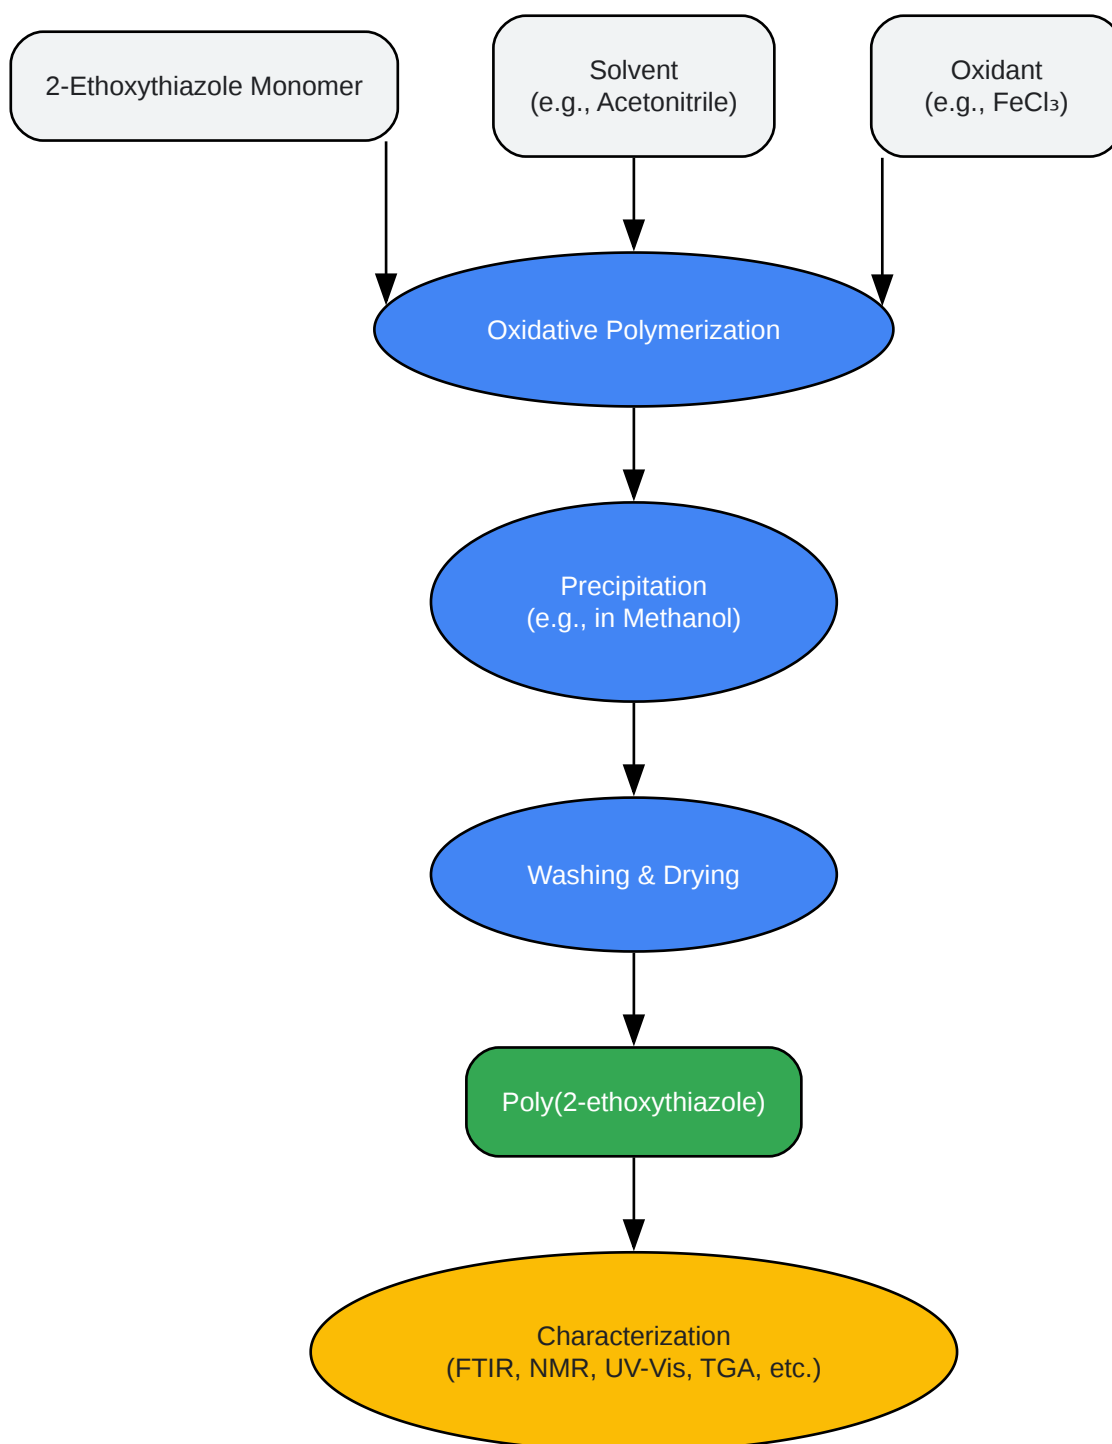 2-Ethoxythiazole Monomer
Solvent
(e.g., Acetonitrile)
Oxidant
(e.g., FeCl₃)
Oxidative Polymerization
Precipitation
(e.g., in Methanol)
Washing & Drying
Poly(2-ethoxythiazole)
Characterization
(FTIR, NMR, UV-Vis, TGA, etc.)